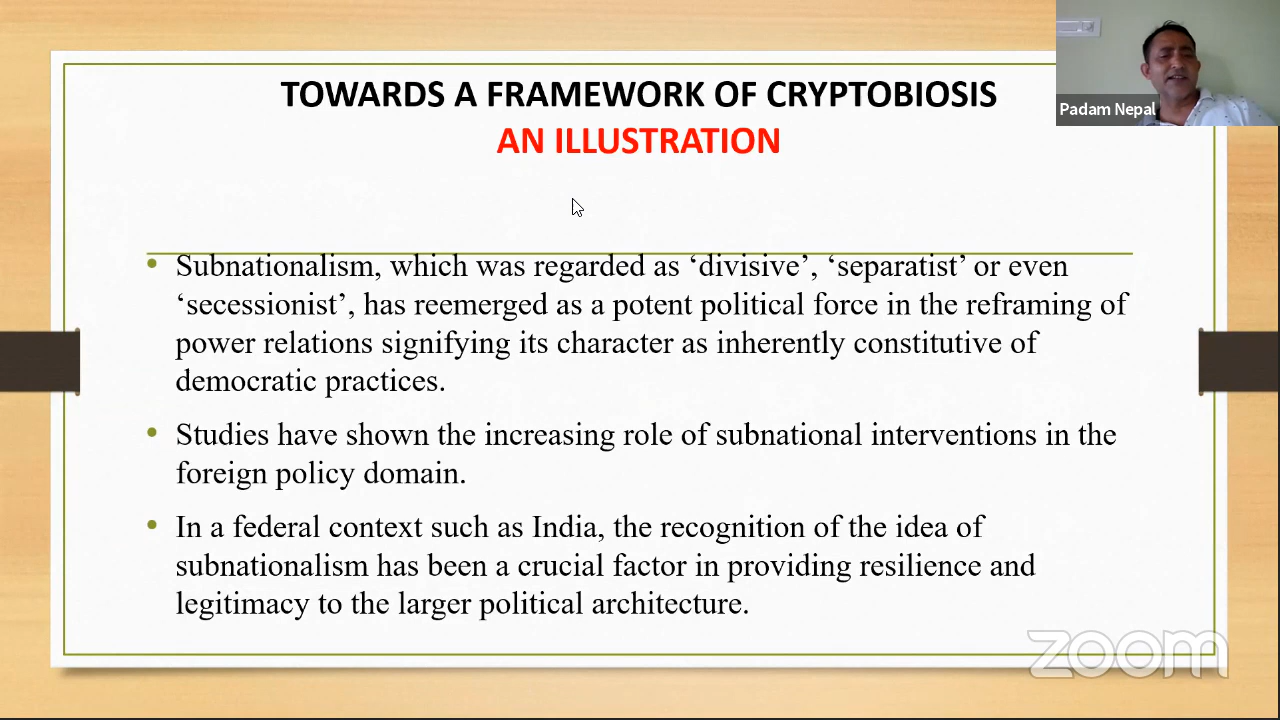 TOWARDS A FRAMEWORK OF CRYPTOBIOSIS
AN ILLUSTRATION
Padam Nepal
• Subnationalism, which was regarded as ‘divisive’, ‘separatist’ or even
‘secessionist’, has reemerged as a potent political force in the reframing of
power relations signifying its character as inherently constitutive of
democratic practices.
• Studies have shown the increasing role of subnational interventions in the
foreign policy domain.
• In a federal context such as India, the recognition of the idea of
subnationalism has been a crucial factor in providing resilience and
legitimacy to the larger political architecture.
zoom